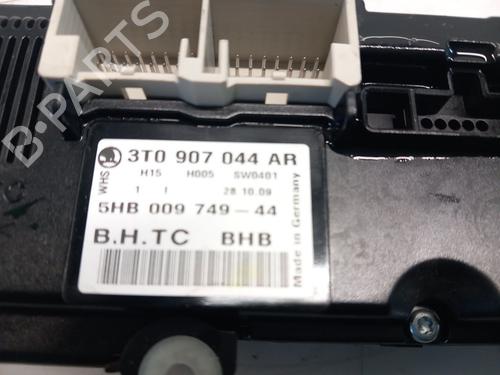 3T0 907 044 AR
WHS
H15 H005 SW0401
1 1 28.10.09
5HB 009 749-44
B.H.TC BHB
Made in Germany
B-PARTS